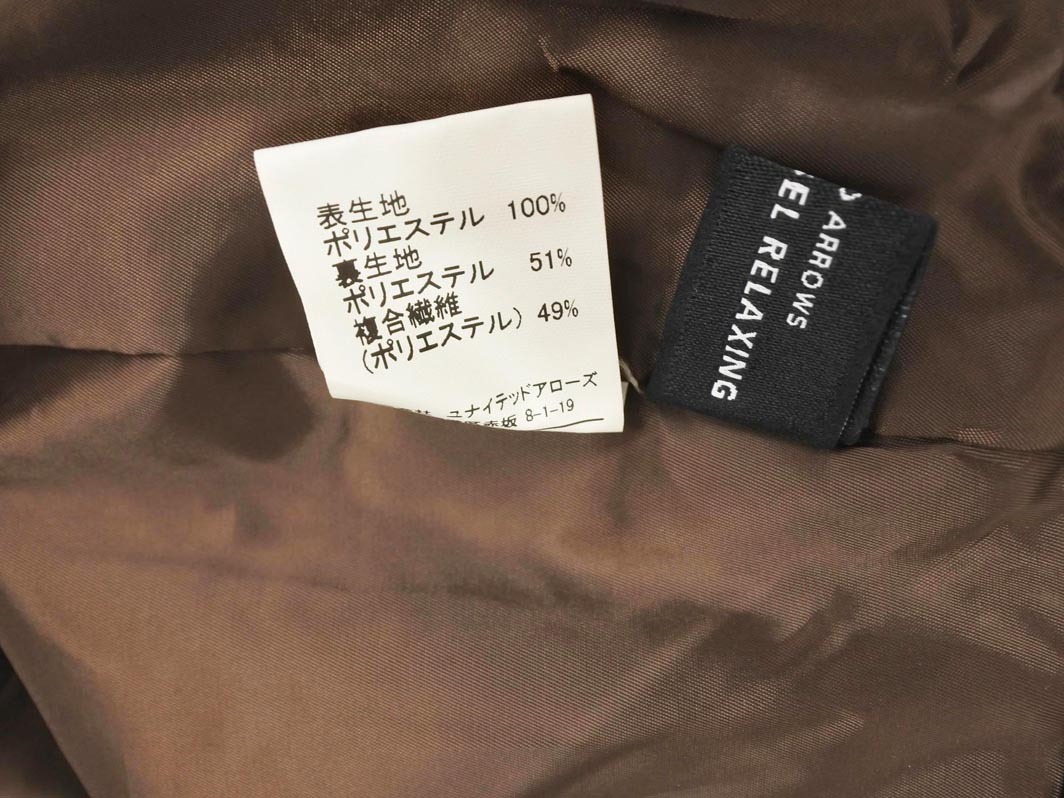 表生地
ポリエステル 100%
裏生地
ポリエステル 51%
複合繊維
(ポリエステル) 49%
ユナイテッドアローズ
赤坂 8-1-19
ARROWS
EL RELAXING